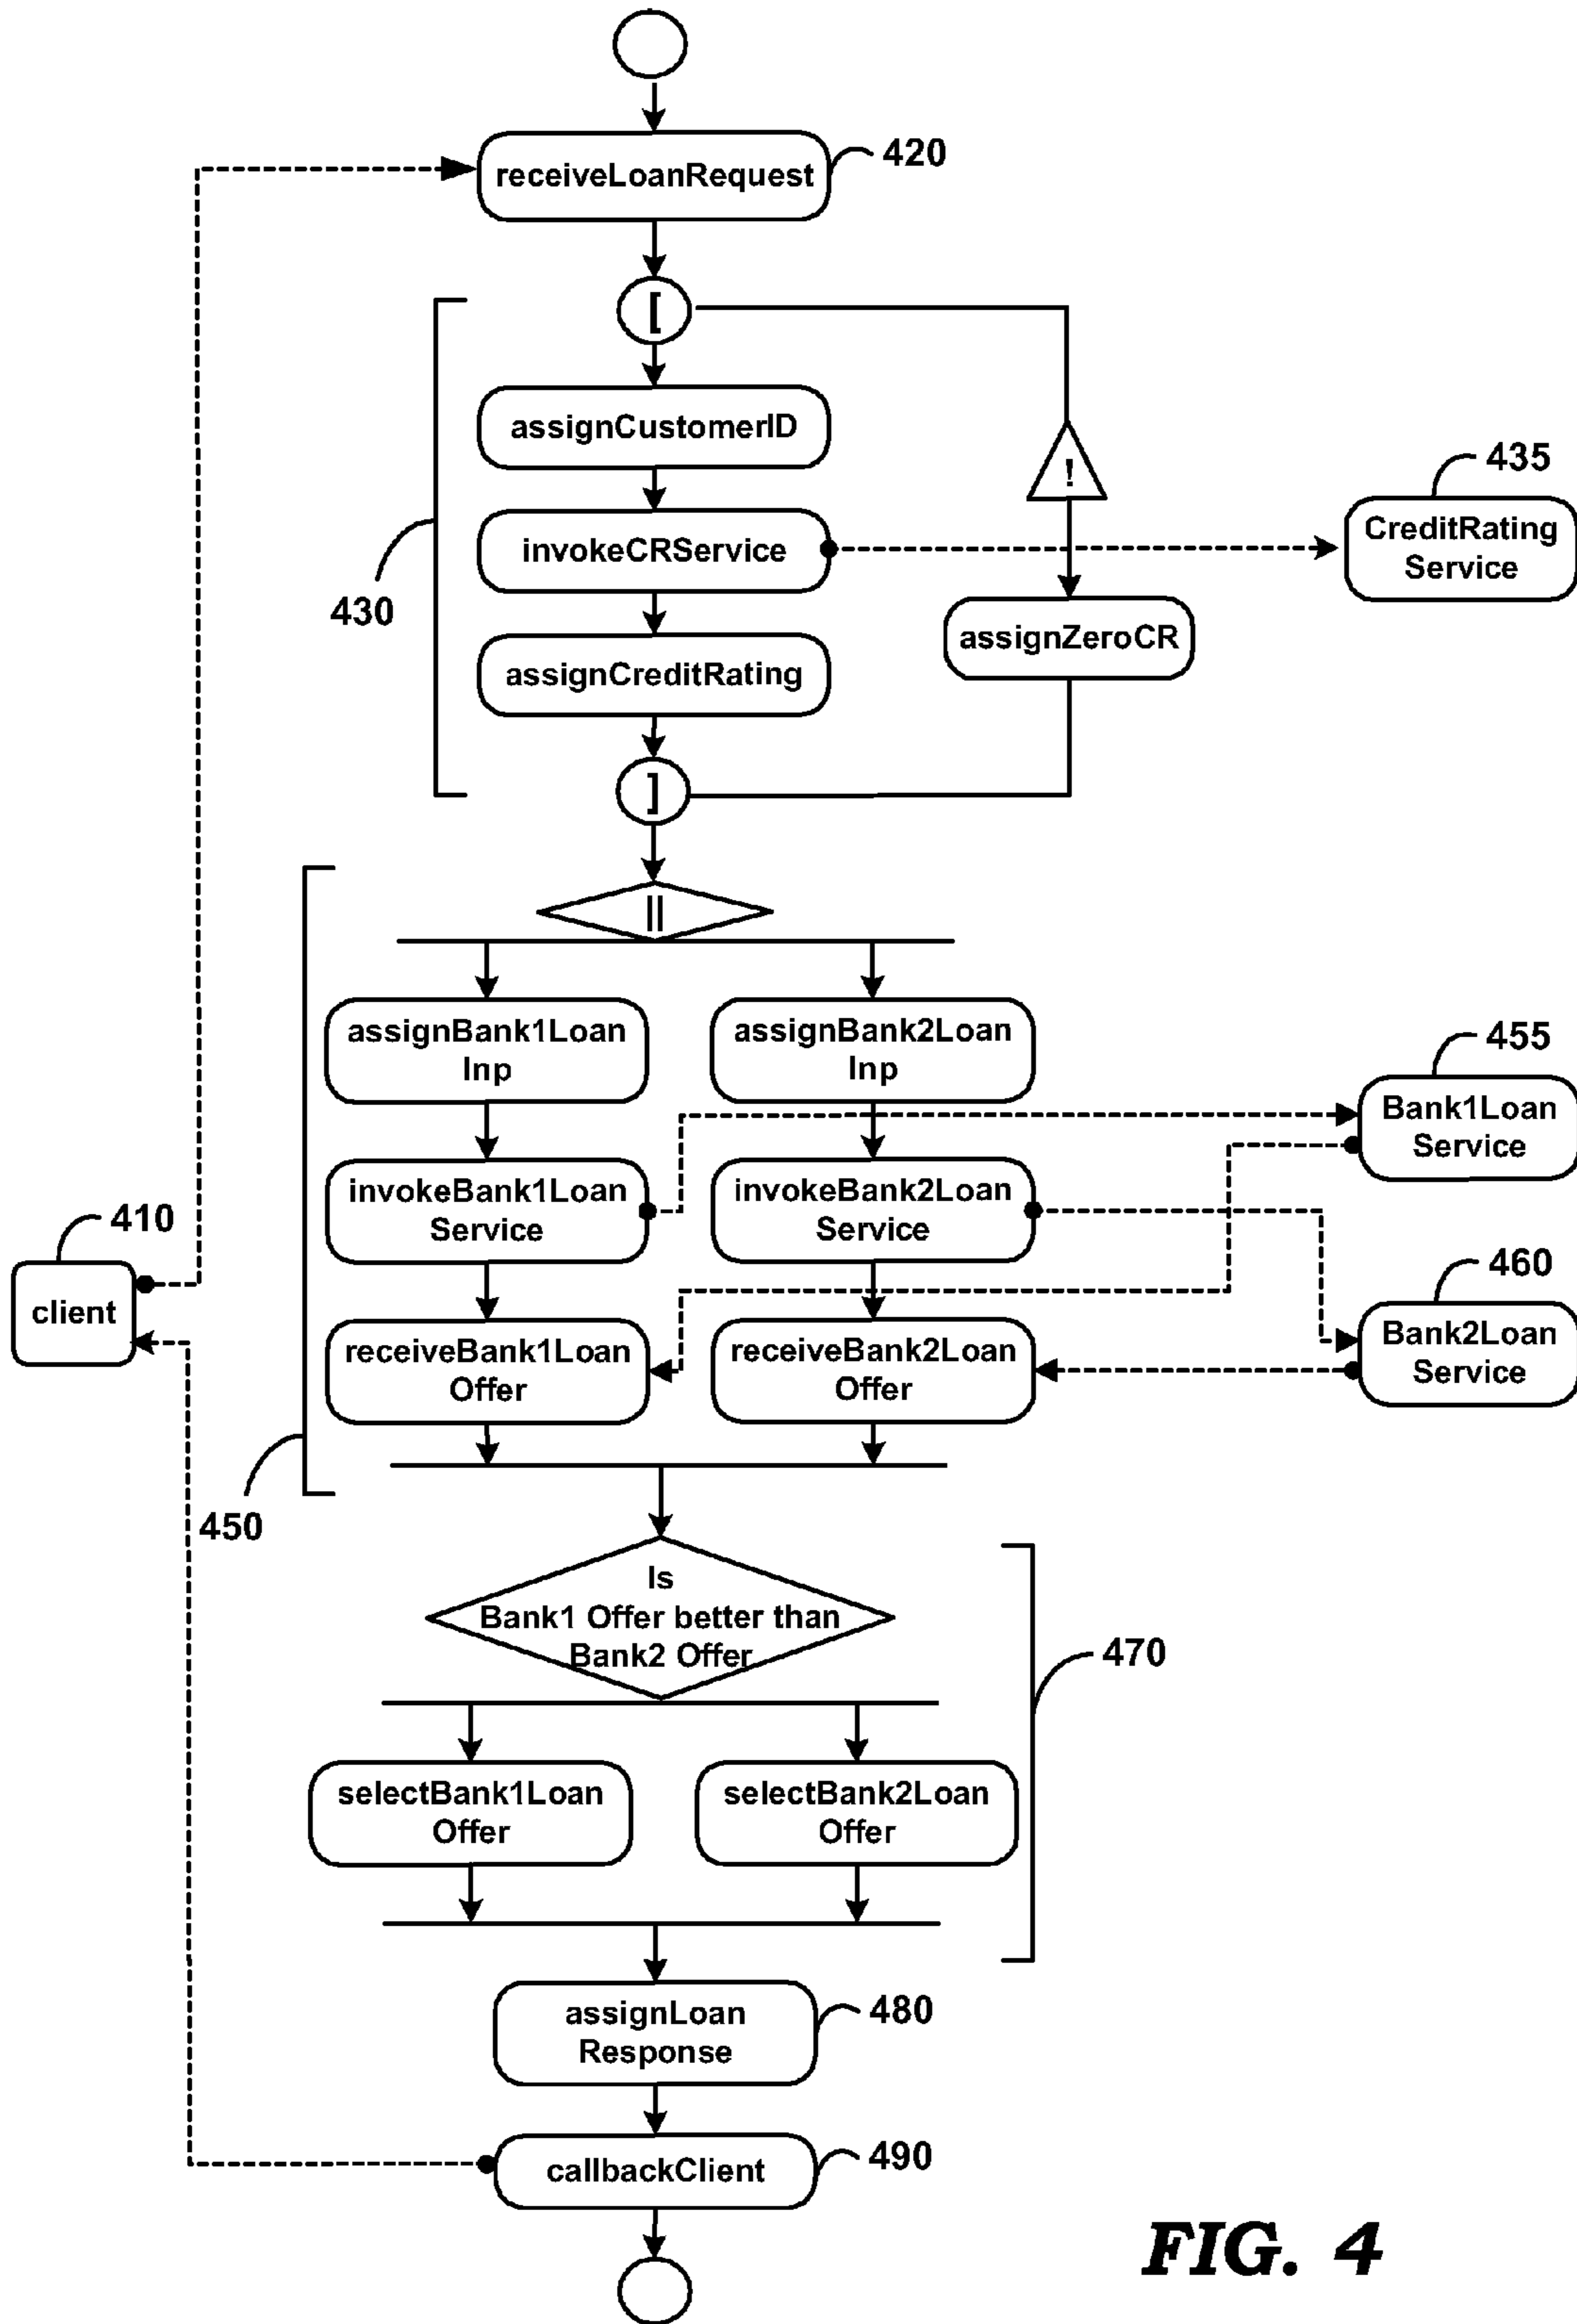 receiveLoanRequest
420
[
assignCustomerID
!
435
CreditRating
Service
invokeCRService
430
assignZeroCR
assignCreditRating
]
||
assignBank1Loan
Inp
assignBank2Loan
Inp
455
Bank1Loan
Service
invokeBank1Loan
Service
invokeBank2Loan
Service
410
client
460
Bank2Loan
Service
receiveBank1Loan
Offer
receiveBank2Loan
Offer
450
Is
Bank1 Offer better than
Bank2 Offer
470
selectBank1Loan
Offer
selectBank2Loan
Offer
assignLoan
Response
480
callbackClient
490
FIG. 4